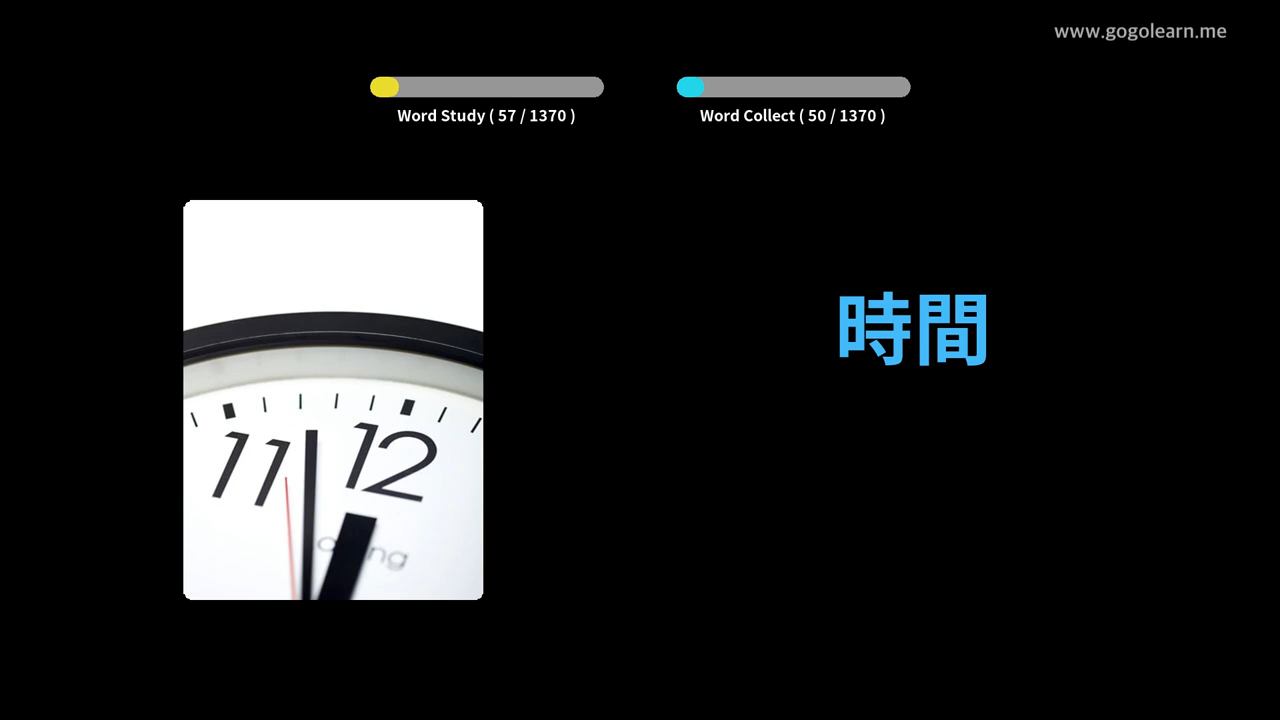 www.gogolearn.me
Word Study ( 57 / 1370 )
Word Collect ( 50 / 1370 )
時間
11
12